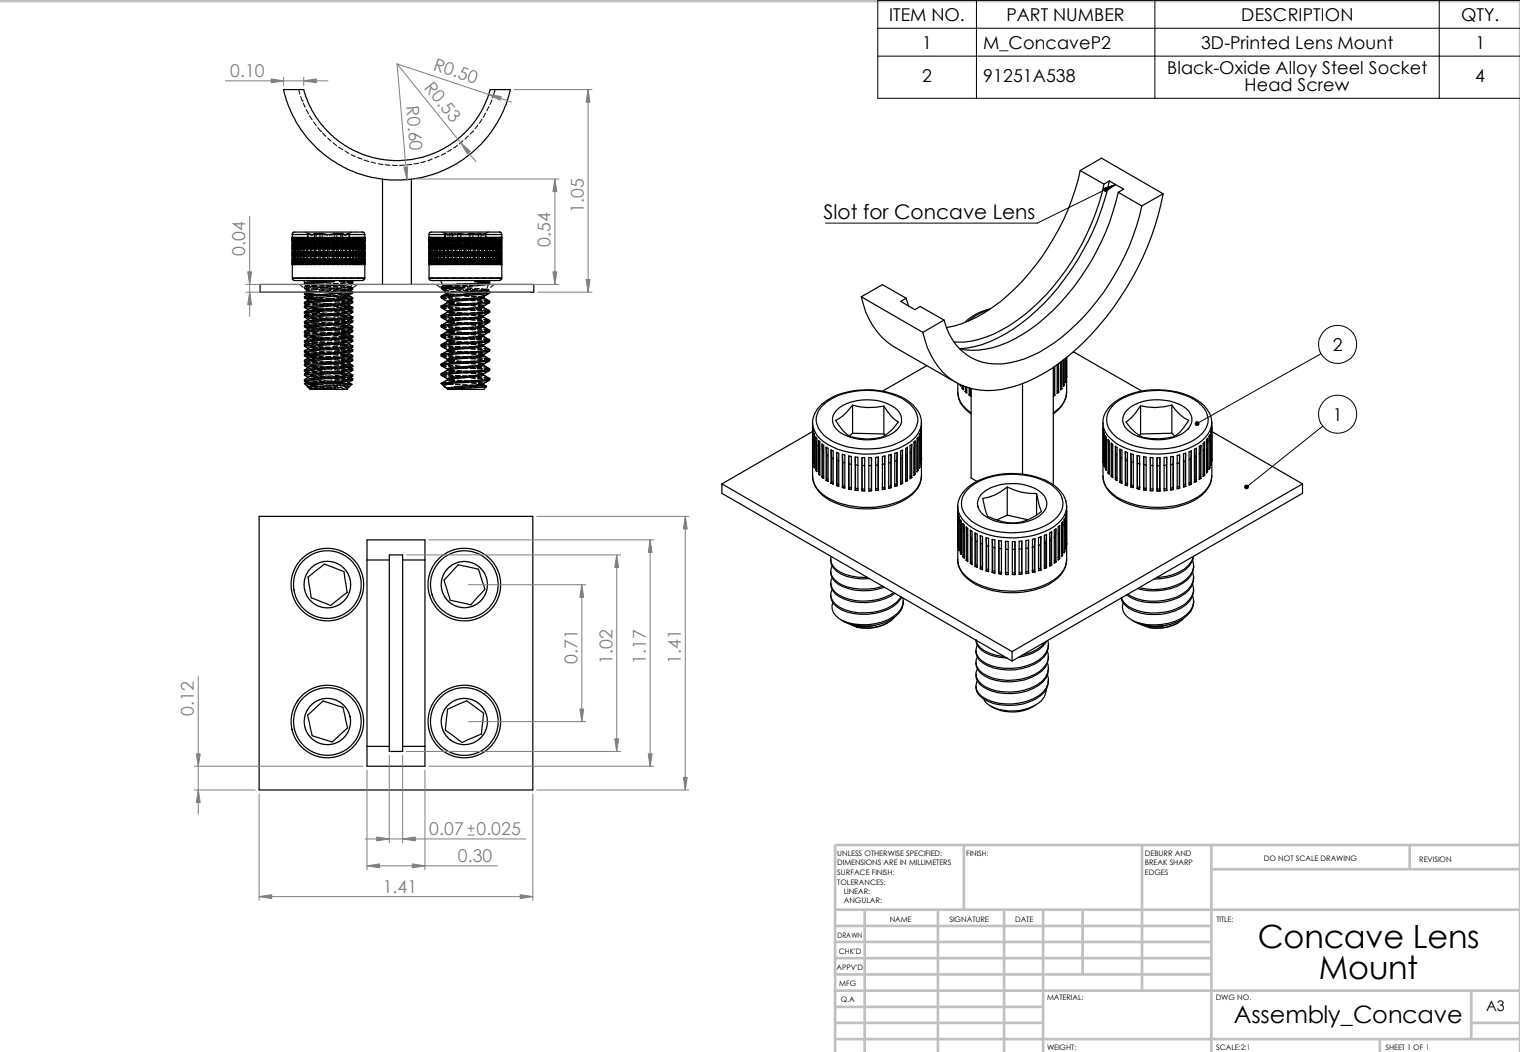 ITEM NO. PART NUMBER DESCRIPTION QTY.
1 M_ConcaveP2 3D-Printed Lens Mount 1
2 91251A538 Black-Oxide Alloy Steel Socket Head Screw 4
0.10
R0.50
R0.53
R0.60
1.05
0.54
0.04
Slot for Concave Lens
2
1
0.71
1.02
1.17
1.41
0.12
0.07 ±0.025
0.30
1.41
UNLESS OTHERWISE SPECIFIED:
DIMENSIONS ARE IN MILLIMETERS
SURFACE FINISH:
TOLERANCES:
LINEAR:
ANGULAR:
FINISH:
DEBURR AND
BREAK SHARP
EDGES
DO NOT SCALE DRAWING
REVISION
NAME SIGNATURE DATE
DRAWN
CHK'D
APPV'D
MFG
Q.A
TITLE:
Concave Lens
Mount
MATERIAL:
DWG NO.
Assembly_Concave
A3
WEIGHT:
SCALE:2:1
SHEET 1 OF 1